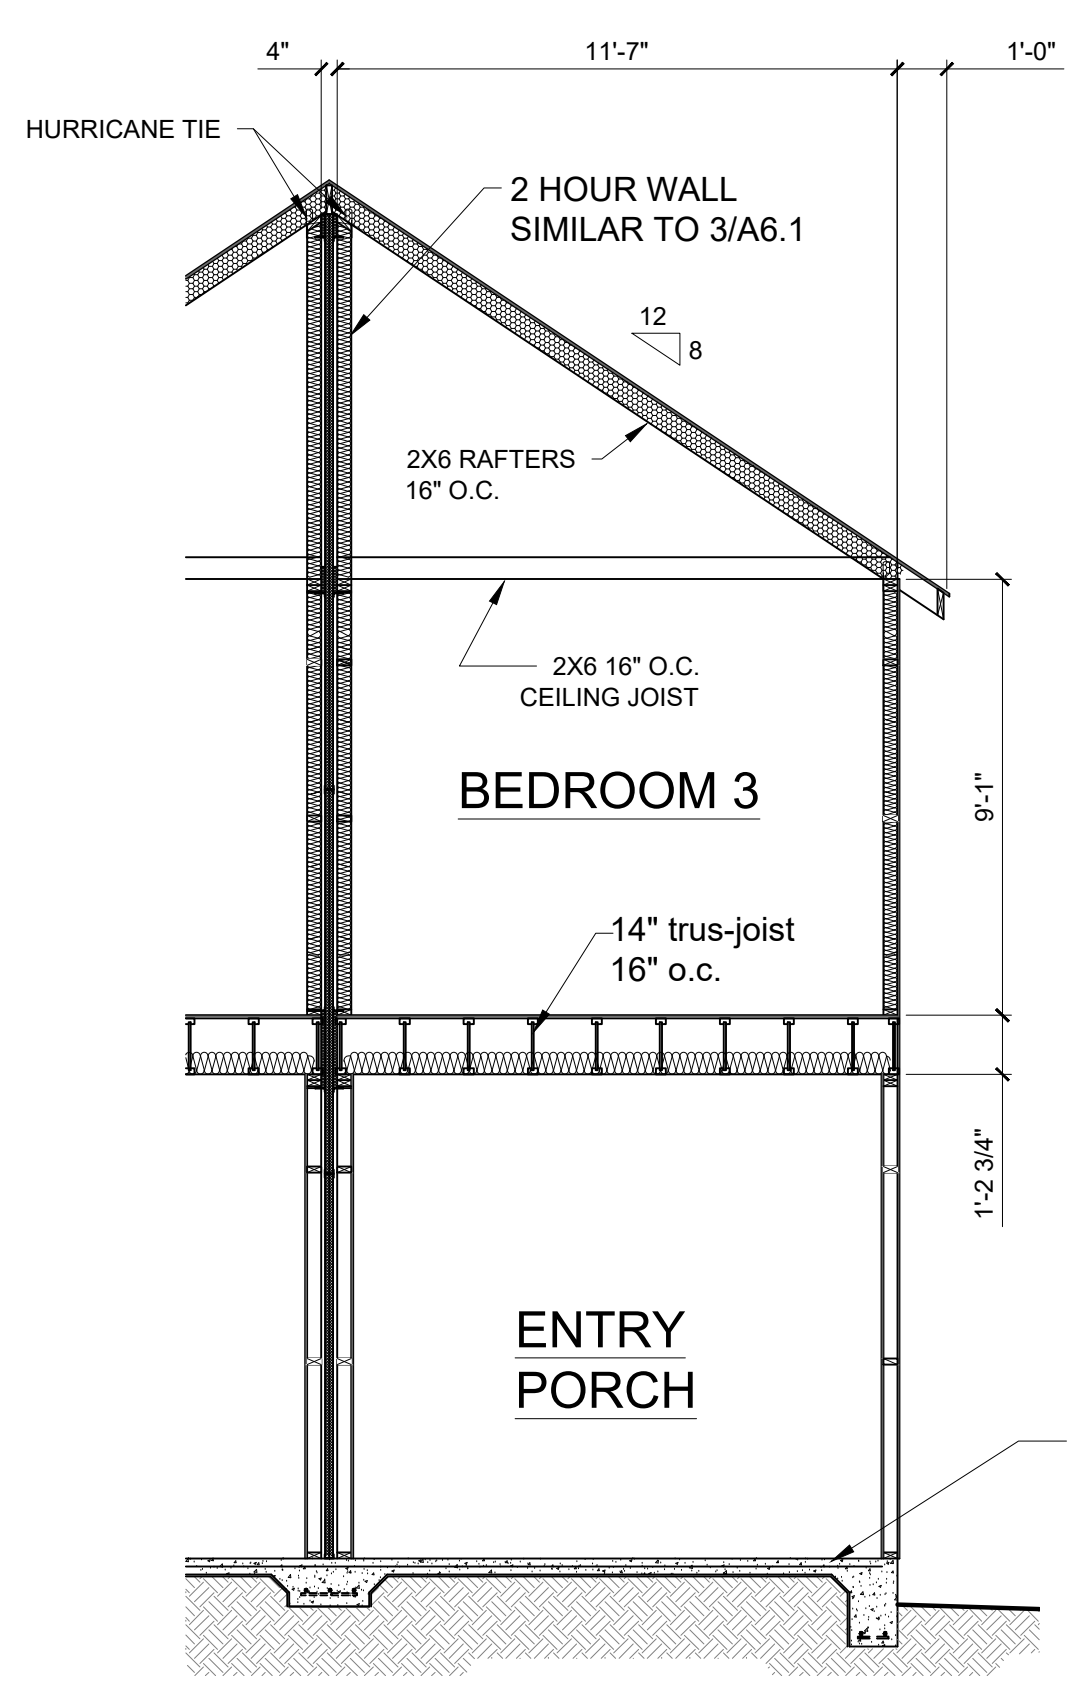 4"
11'-7"
1'-0"
HURRICANE TIE
2 HOUR WALL
SIMILAR TO 3/A6.1
12
8
2X6 RAFTERS
16" O.C.
2X6 16" O.C.
CEILING JOIST
BEDROOM 3
9'-1"
14" trus-joist
16" o.c.
1'-2 3/4"
ENTRY
PORCH